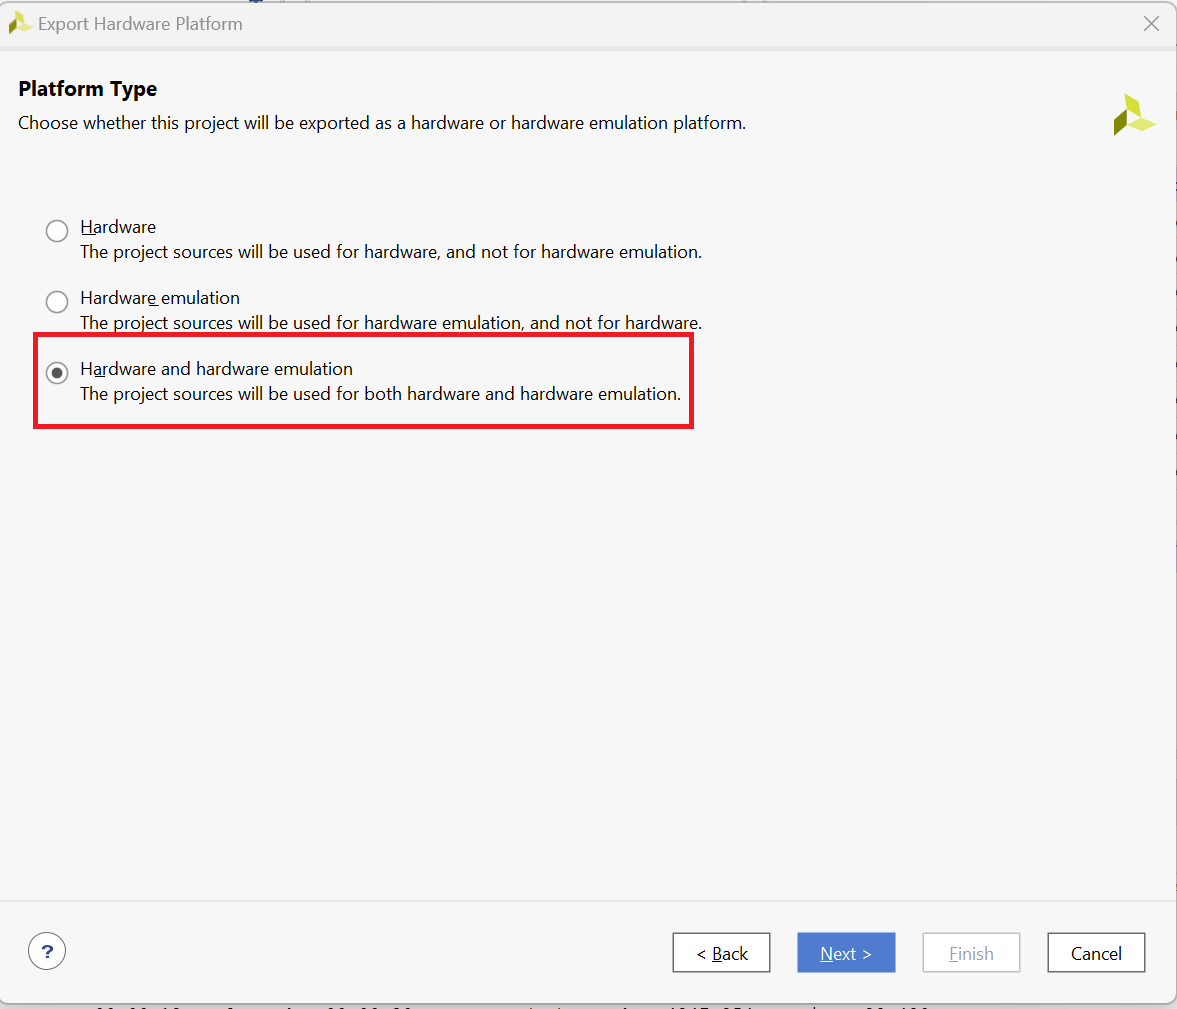 Export Hardware Platform
Platform Type
Choose whether this project will be exported as a hardware or hardware emulation platform.
Hardware
The project sources will be used for hardware, and not for hardware emulation.
Hardware emulation
The project sources will be used for hardware emulation, and not for hardware.
Hardware and hardware emulation
The project sources will be used for both hardware and hardware emulation.
?
< Back
Next >
Finish
Cancel